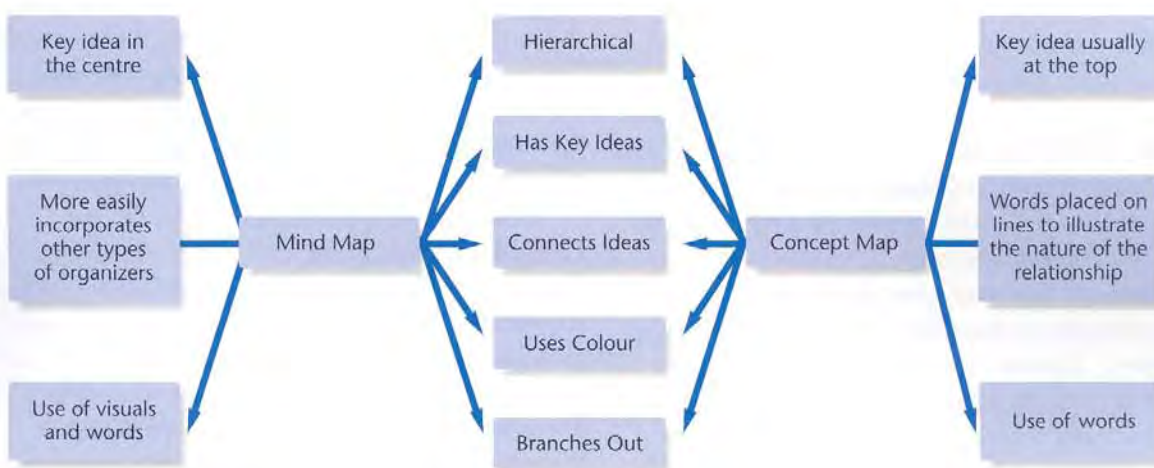 Key idea in
the centre
More easily
incorporates
other types
of organizers
Use of visuals
and words
Mind Map
Hierarchical
Has Key Ideas
Connects Ideas
Uses Colour
Branches Out
Concept Map
Key idea usually
at the top
Words placed on
lines to illustrate
the nature of the
relationship
Use of words